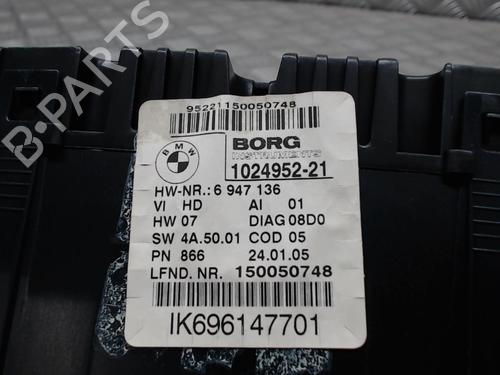 B-PARTS
95221150050748
BMW
BORG
INSTRUMENTS
1024952-21
HW-NR.: 6 947 136
VI HD AI 01
HW 07 DIAG 08D0
SW 4A.50.01 COD 05
PN 866 24.01.05
LFND. NR. 150050748
IK696147701